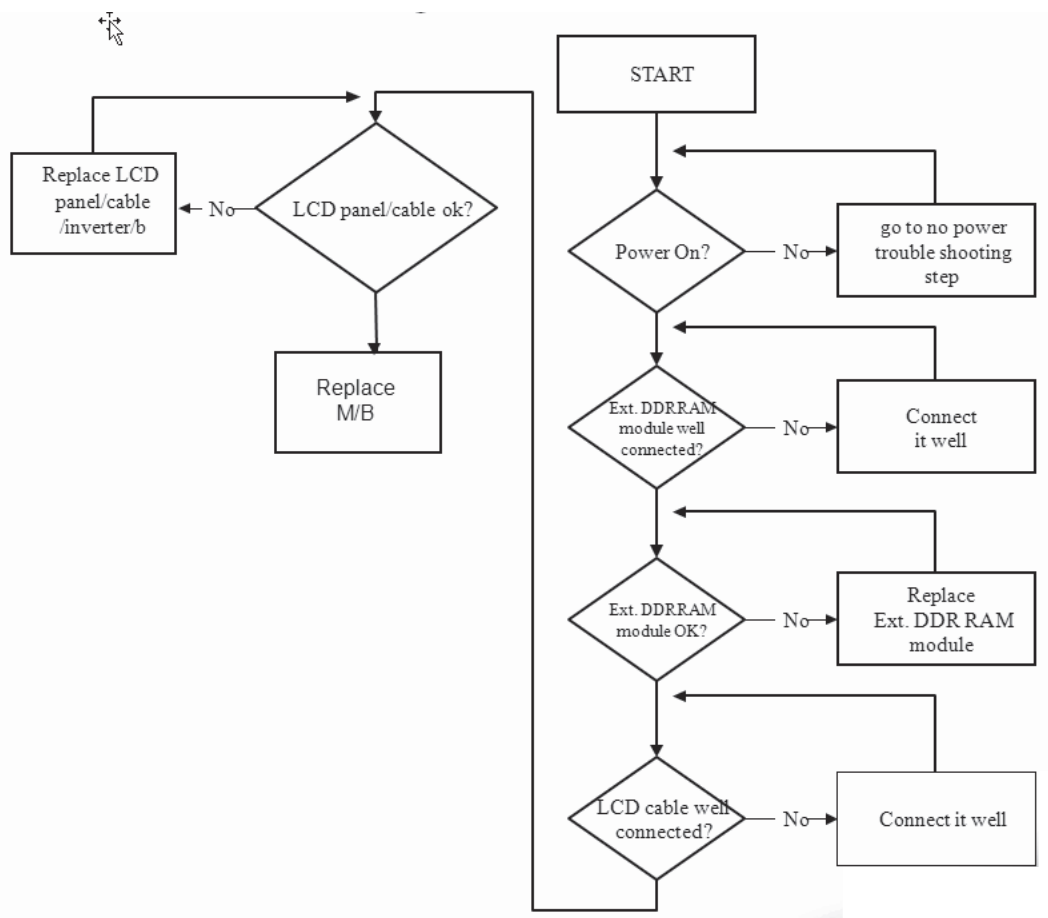 START
Power On?
No
go to no power
trouble shooting
step
Ext. DDRRAM
module well
connected?
No
Connect
it well
Ext. DDRRAM
module OK?
No
Replace
Ext. DDR RAM
module
LCD cable well
connected?
No
Connect it well
LCD panel/cable ok?
No
Replace LCD
panel/cable
/inverter/b
Replace
M/B